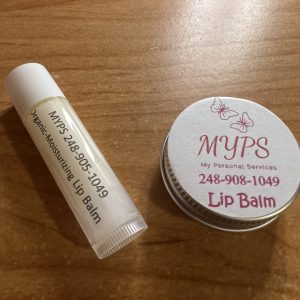 MYPS 248-905-1049
Organic-Moisturizing Lip Balm
MYPS
My Personal Services
248-908-1049
Lip Balm